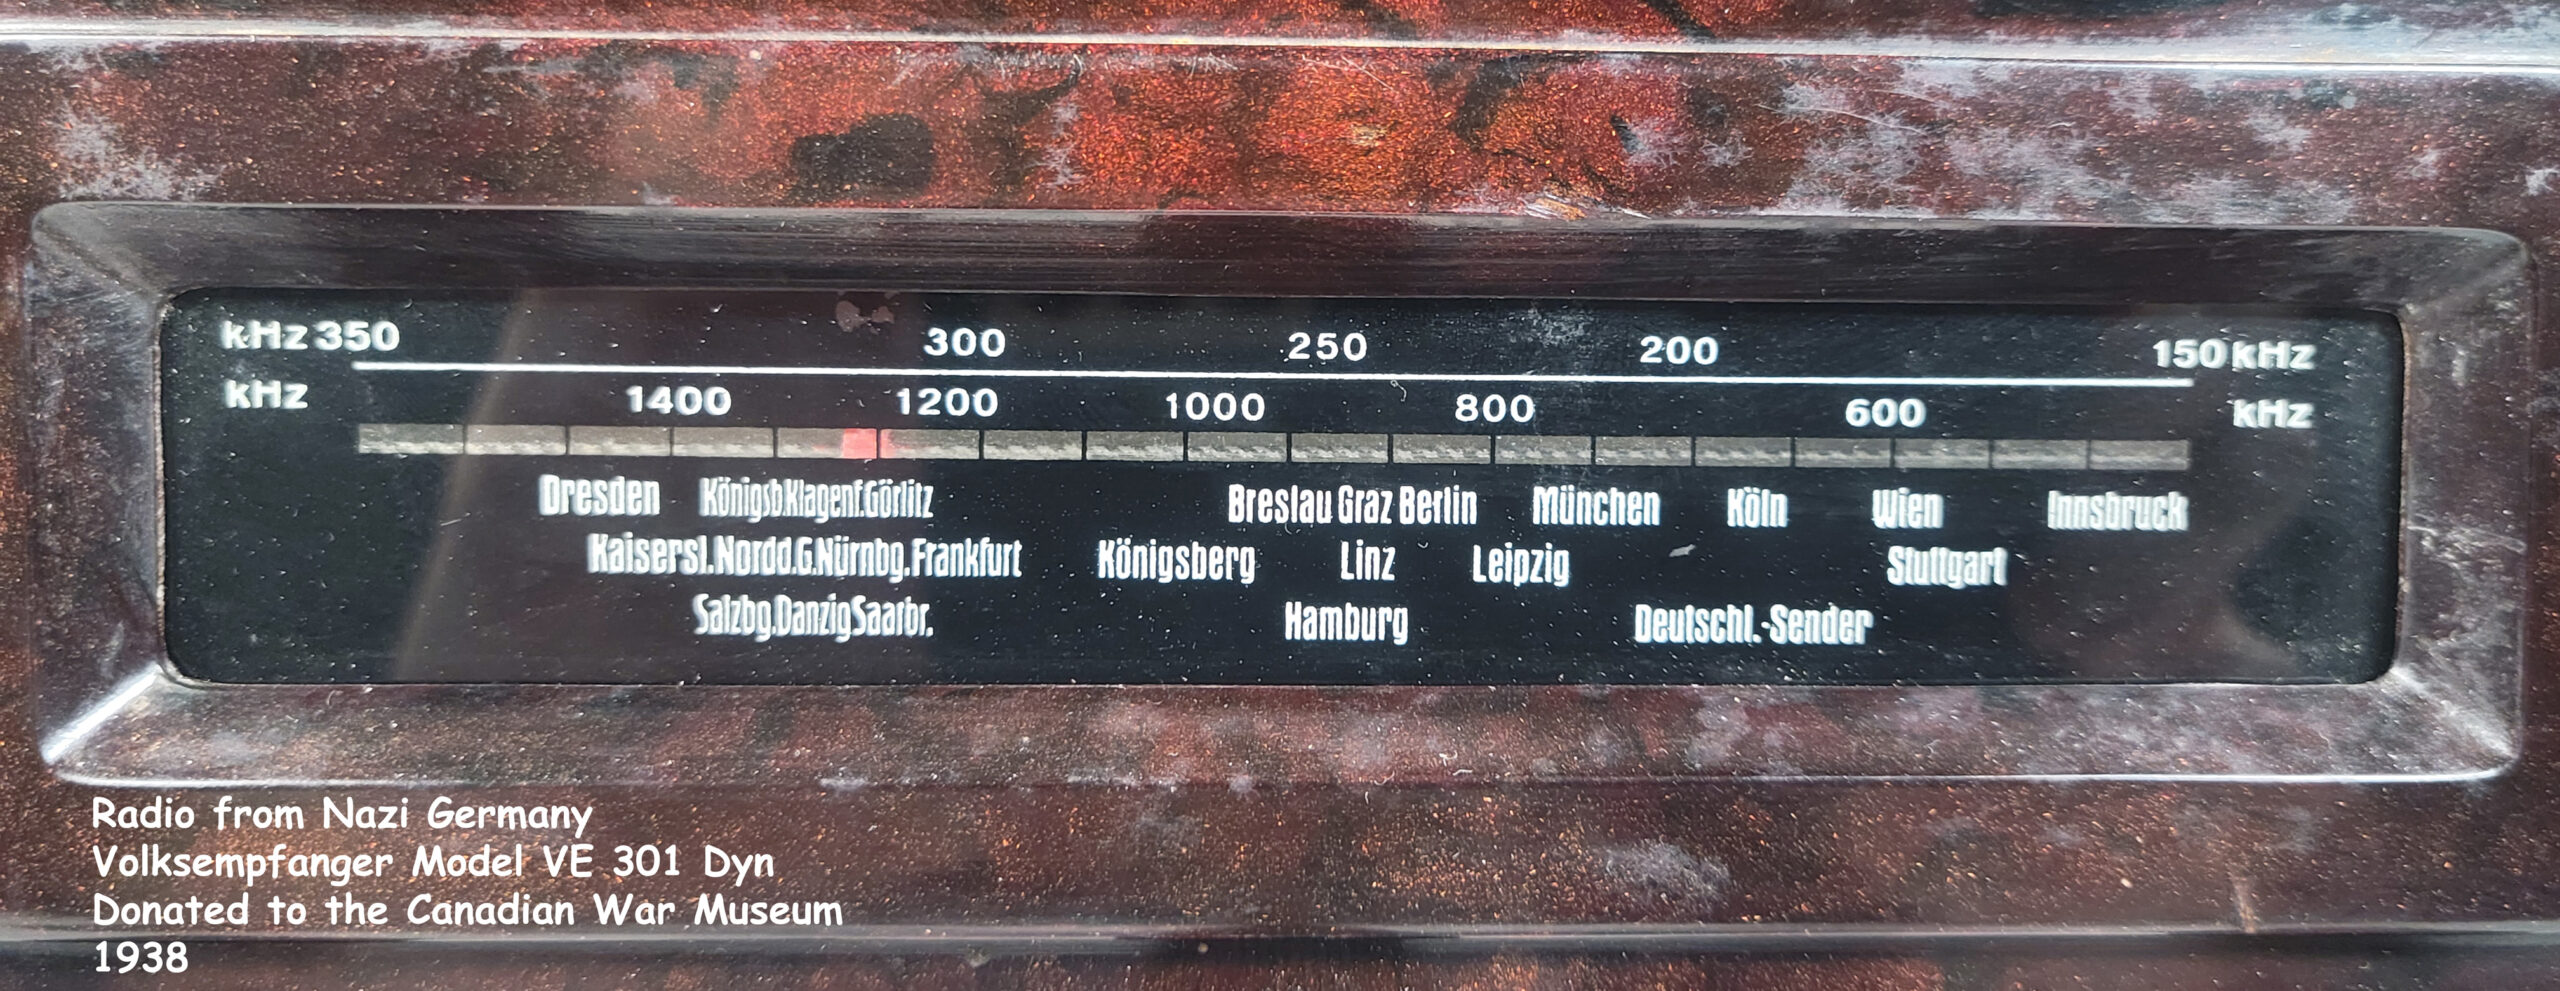 kHz 350 300 250 200 150 kHz
kHz 1400 1200 1000 800 600 kHz
Dresden Königsb.Klagenf.Görlitz Breslau Graz Berlin München Köln Wien Innsbruck
Kaisersl.Nordd.G.Nürnbg.Frankfurt Königsberg Linz Leipzig Stuttgart
Salzbg.Danzig Saarbr. Hamburg Deutschl.-Sender
Radio from Nazi Germany
Volksempfanger Model VE 301 Dyn
Donated to the Canadian War Museum
1938